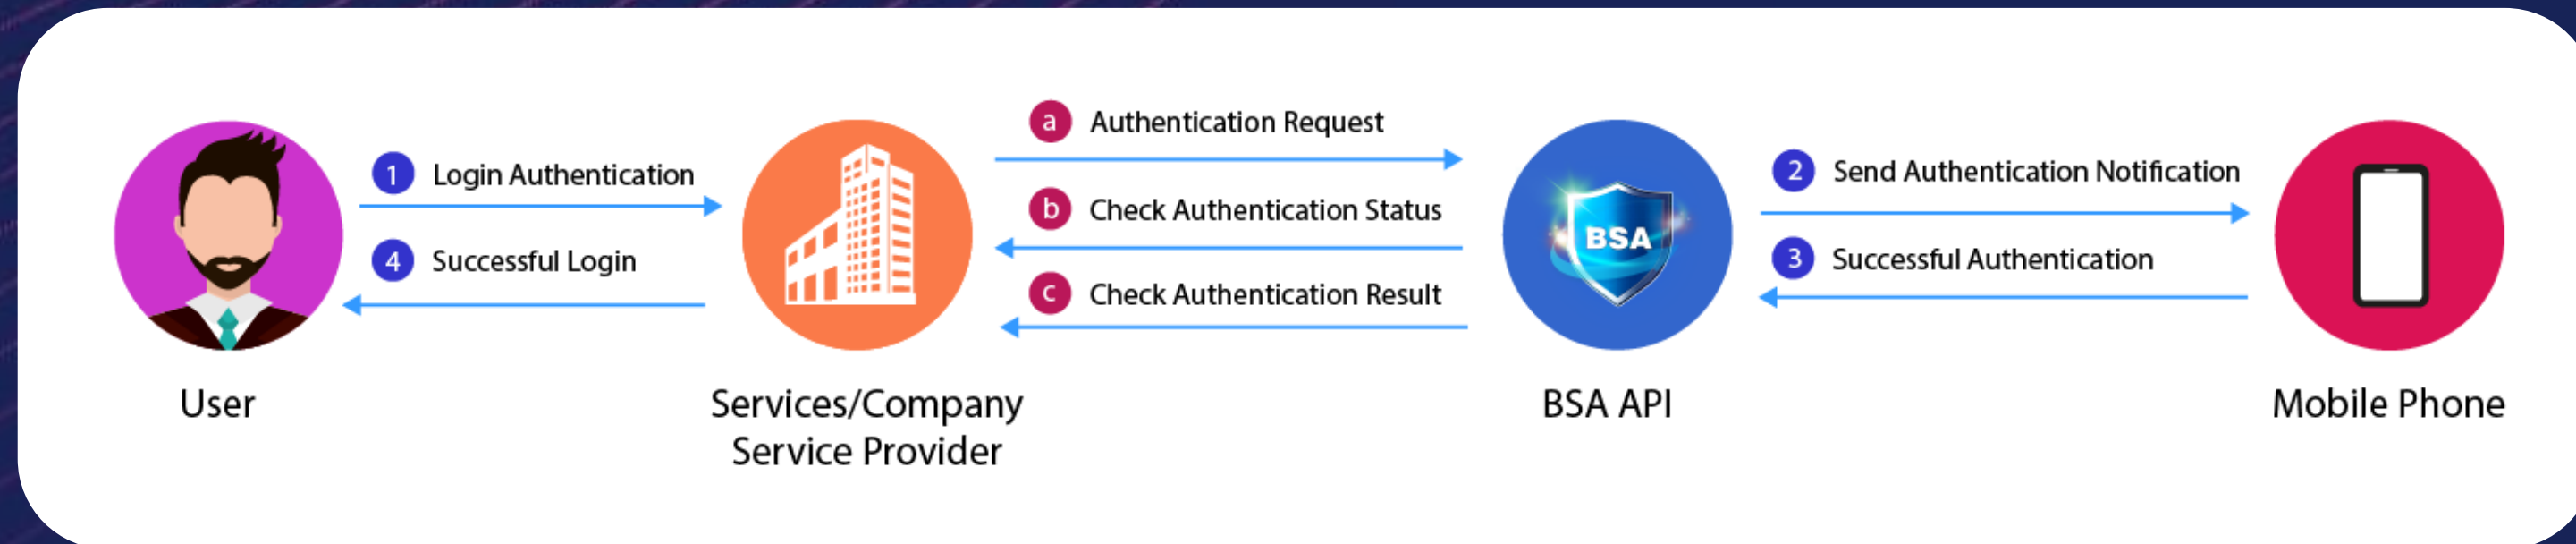 1 Login Authentication
4 Successful Login
a Authentication Request
b Check Authentication Status
c Check Authentication Result
BSA
2 Send Authentication Notification
3 Successful Authentication
User
Services/Company
Service Provider
BSA API
Mobile Phone